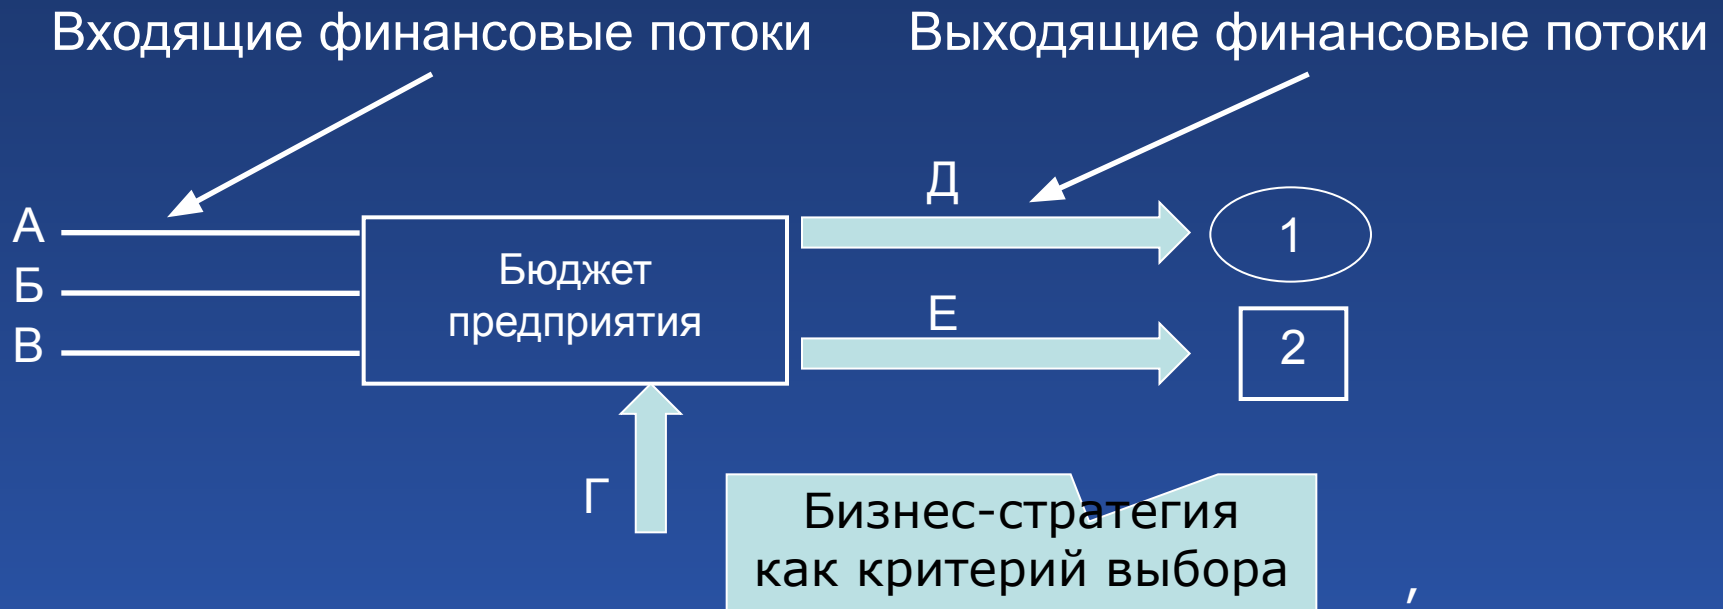 Входящие финансовые потоки
Выходящие финансовые потоки
А
Б
В
Бюджет
предприятия
Д
Е
1
2
Г
Бизнес-стратегия
как критерий выбора
,